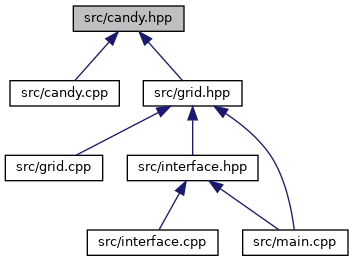 src/candy.hpp
src/candy.cpp
src/grid.hpp
src/grid.cpp
src/interface.hpp
src/interface.cpp
src/main.cpp